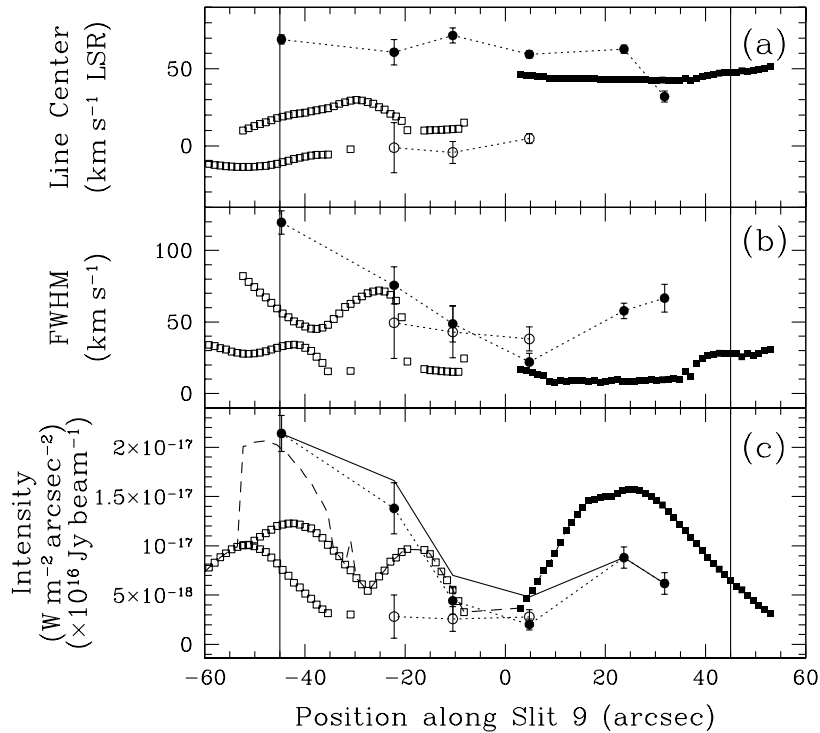 (a)
Line Center
(km s⁻¹ LSR)
50
0
(b)
FWHM
(km s⁻¹)
100
50
0
(c)
Intensity
(W m⁻² arcsec⁻²)
(×10¹⁶ Jy beam⁻¹)
2×10⁻¹⁷
1.5×10⁻¹⁷
10⁻¹⁷
5×10⁻¹⁸
0
−60 −40 −20 0 20 40 60
Position along Slit 9 (arcsec)